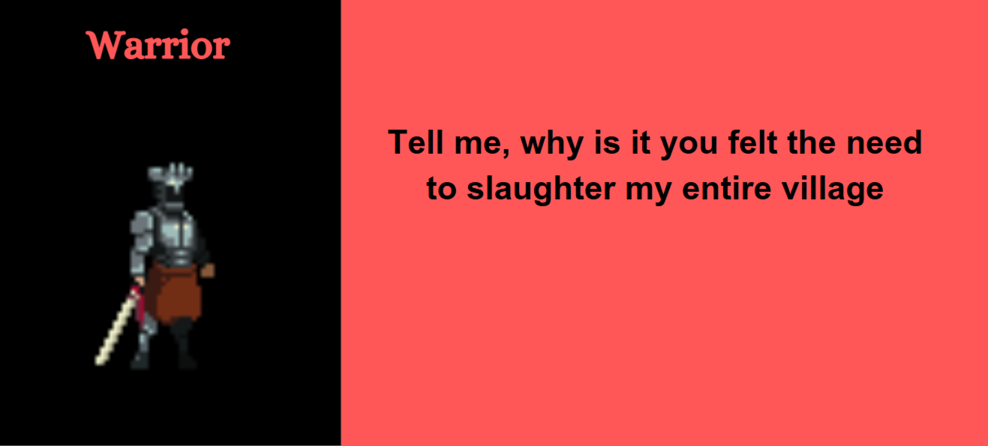 Warrior
Tell me, why is it you felt the need
to slaughter my entire village